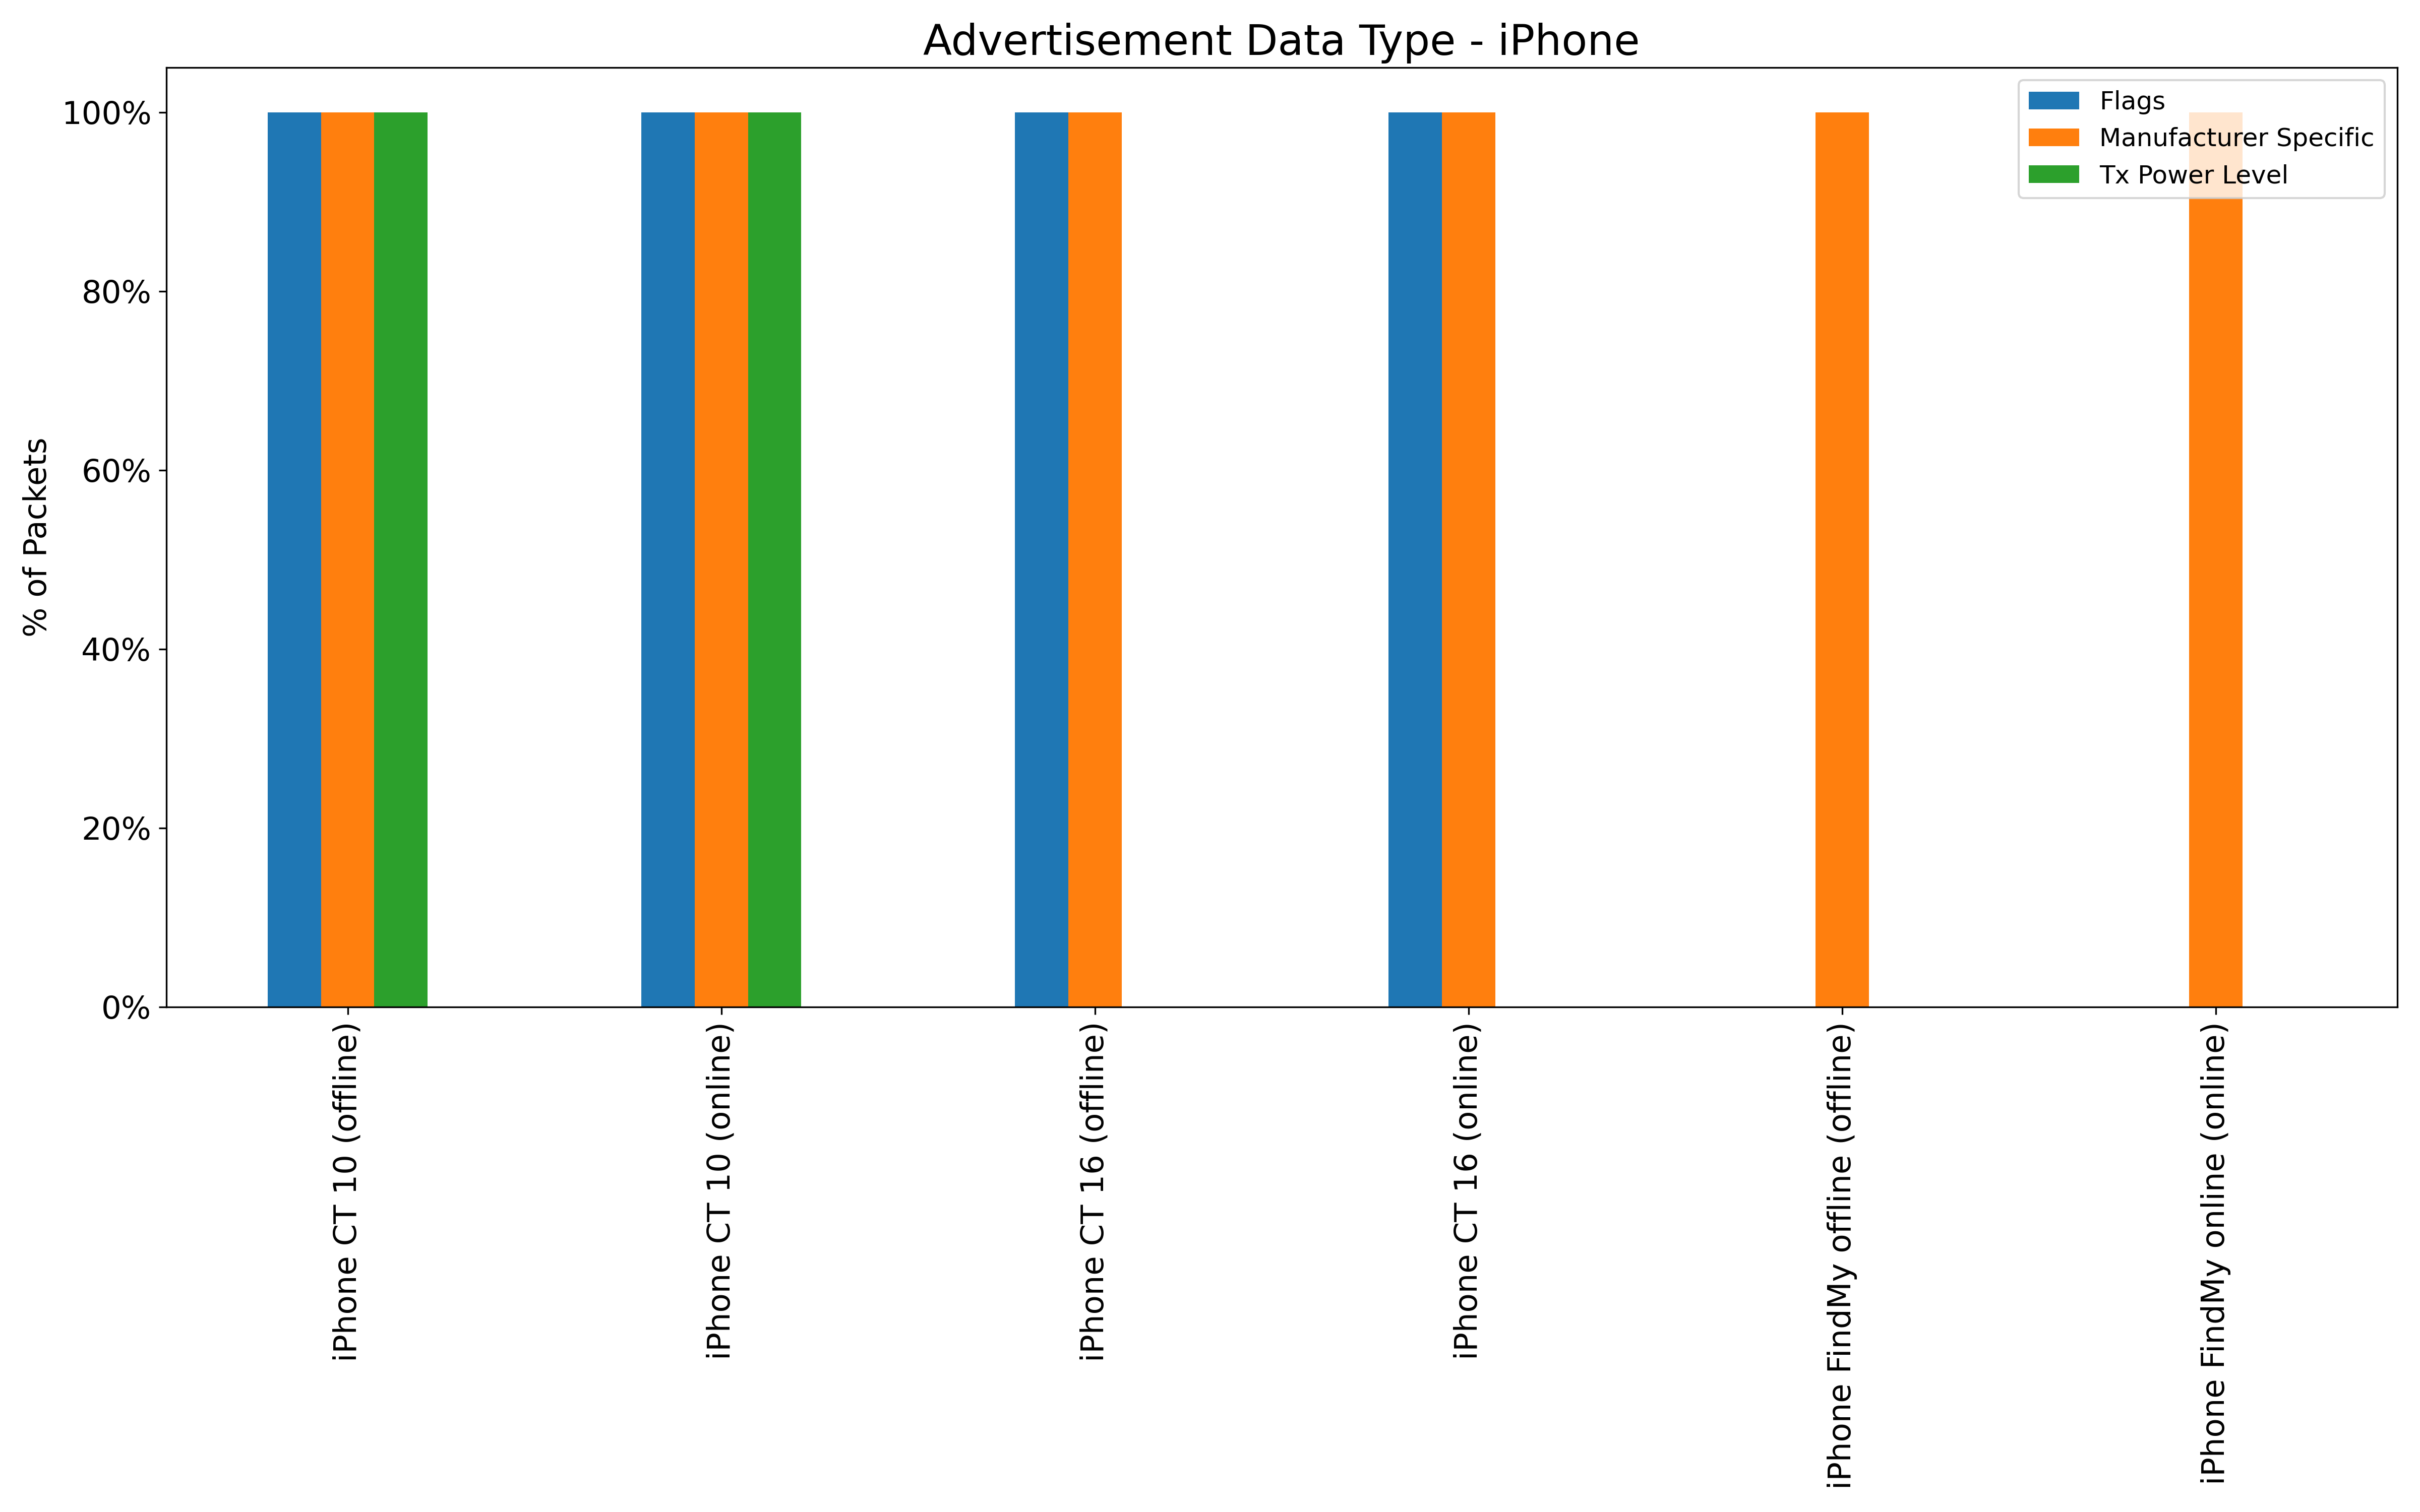 Advertisement Data Type - iPhone
Flags
Manufacturer Specific
Tx Power Level
% of Packets
100%
80%
60%
40%
20%
0%
iPhone CT 10 (offline)
iPhone CT 10 (online)
iPhone CT 16 (offline)
iPhone CT 16 (online)
iPhone FindMy offline (offline)
iPhone FindMy online (online)